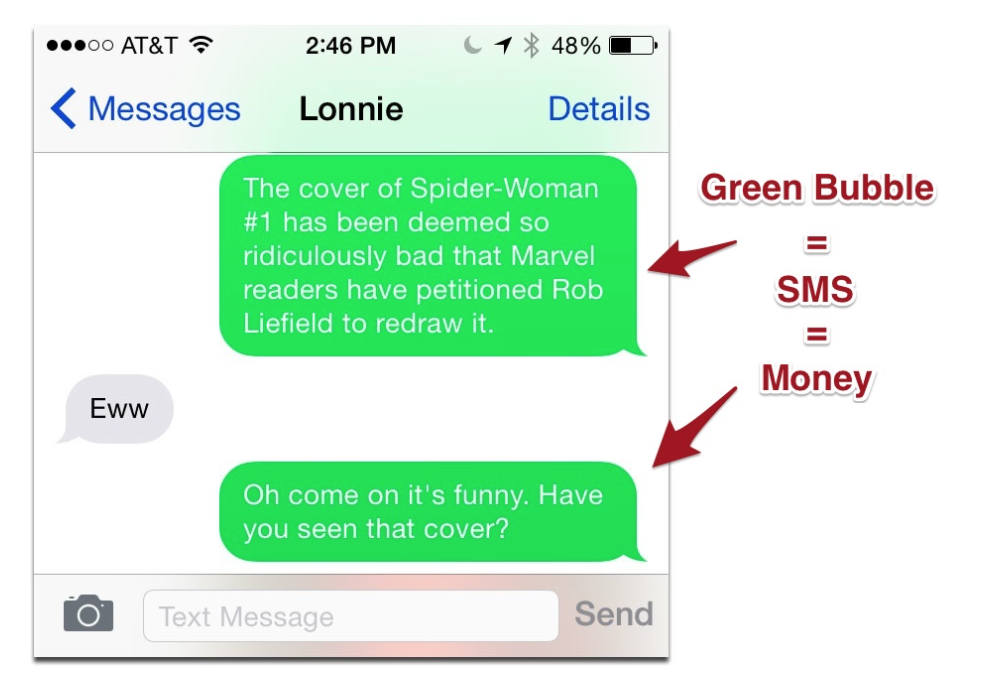 AT&T 2:46 PM 48%
Messages Lonnie Details
The cover of Spider-Woman
#1 has been deemed so
ridiculously bad that Marvel
readers have petitioned Rob
Liefield to redraw it.
Eww
Oh come on it's funny. Have
you seen that cover?
Text Message Send
Green Bubble
=
SMS
=
Money